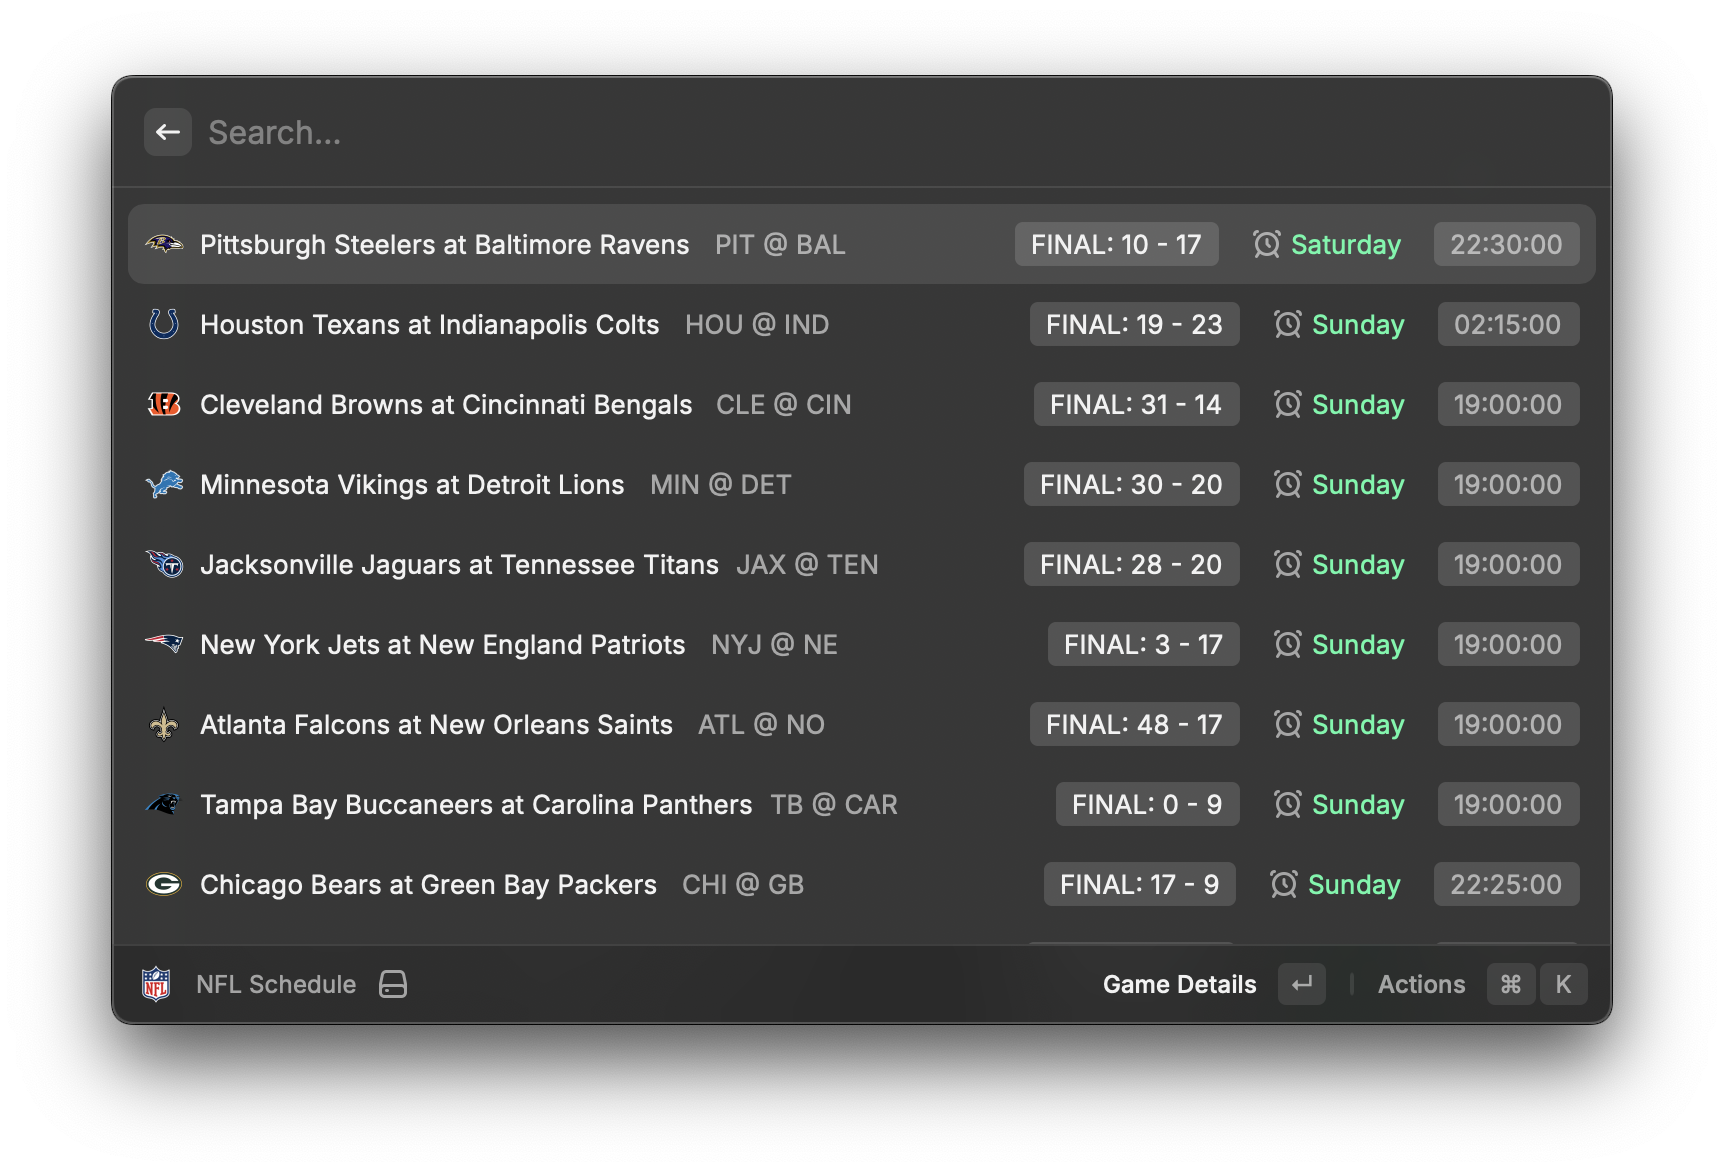 Search...
Pittsburgh Steelers at Baltimore Ravens PIT @ BAL FINAL: 10 - 17 Saturday 22:30:00
Houston Texans at Indianapolis Colts HOU @ IND FINAL: 19 - 23 Sunday 02:15:00
Cleveland Browns at Cincinnati Bengals CLE @ CIN FINAL: 31 - 14 Sunday 19:00:00
Minnesota Vikings at Detroit Lions MIN @ DET FINAL: 30 - 20 Sunday 19:00:00
Jacksonville Jaguars at Tennessee Titans JAX @ TEN FINAL: 28 - 20 Sunday 19:00:00
New York Jets at New England Patriots NYJ @ NE FINAL: 3 - 17 Sunday 19:00:00
Atlanta Falcons at New Orleans Saints ATL @ NO FINAL: 48 - 17 Sunday 19:00:00
Tampa Bay Buccaneers at Carolina Panthers TB @ CAR FINAL: 0 - 9 Sunday 19:00:00
Chicago Bears at Green Bay Packers CHI @ GB FINAL: 17 - 9 Sunday 22:25:00
NFL NFL Schedule Game Details ↵ | Actions ⌘ K